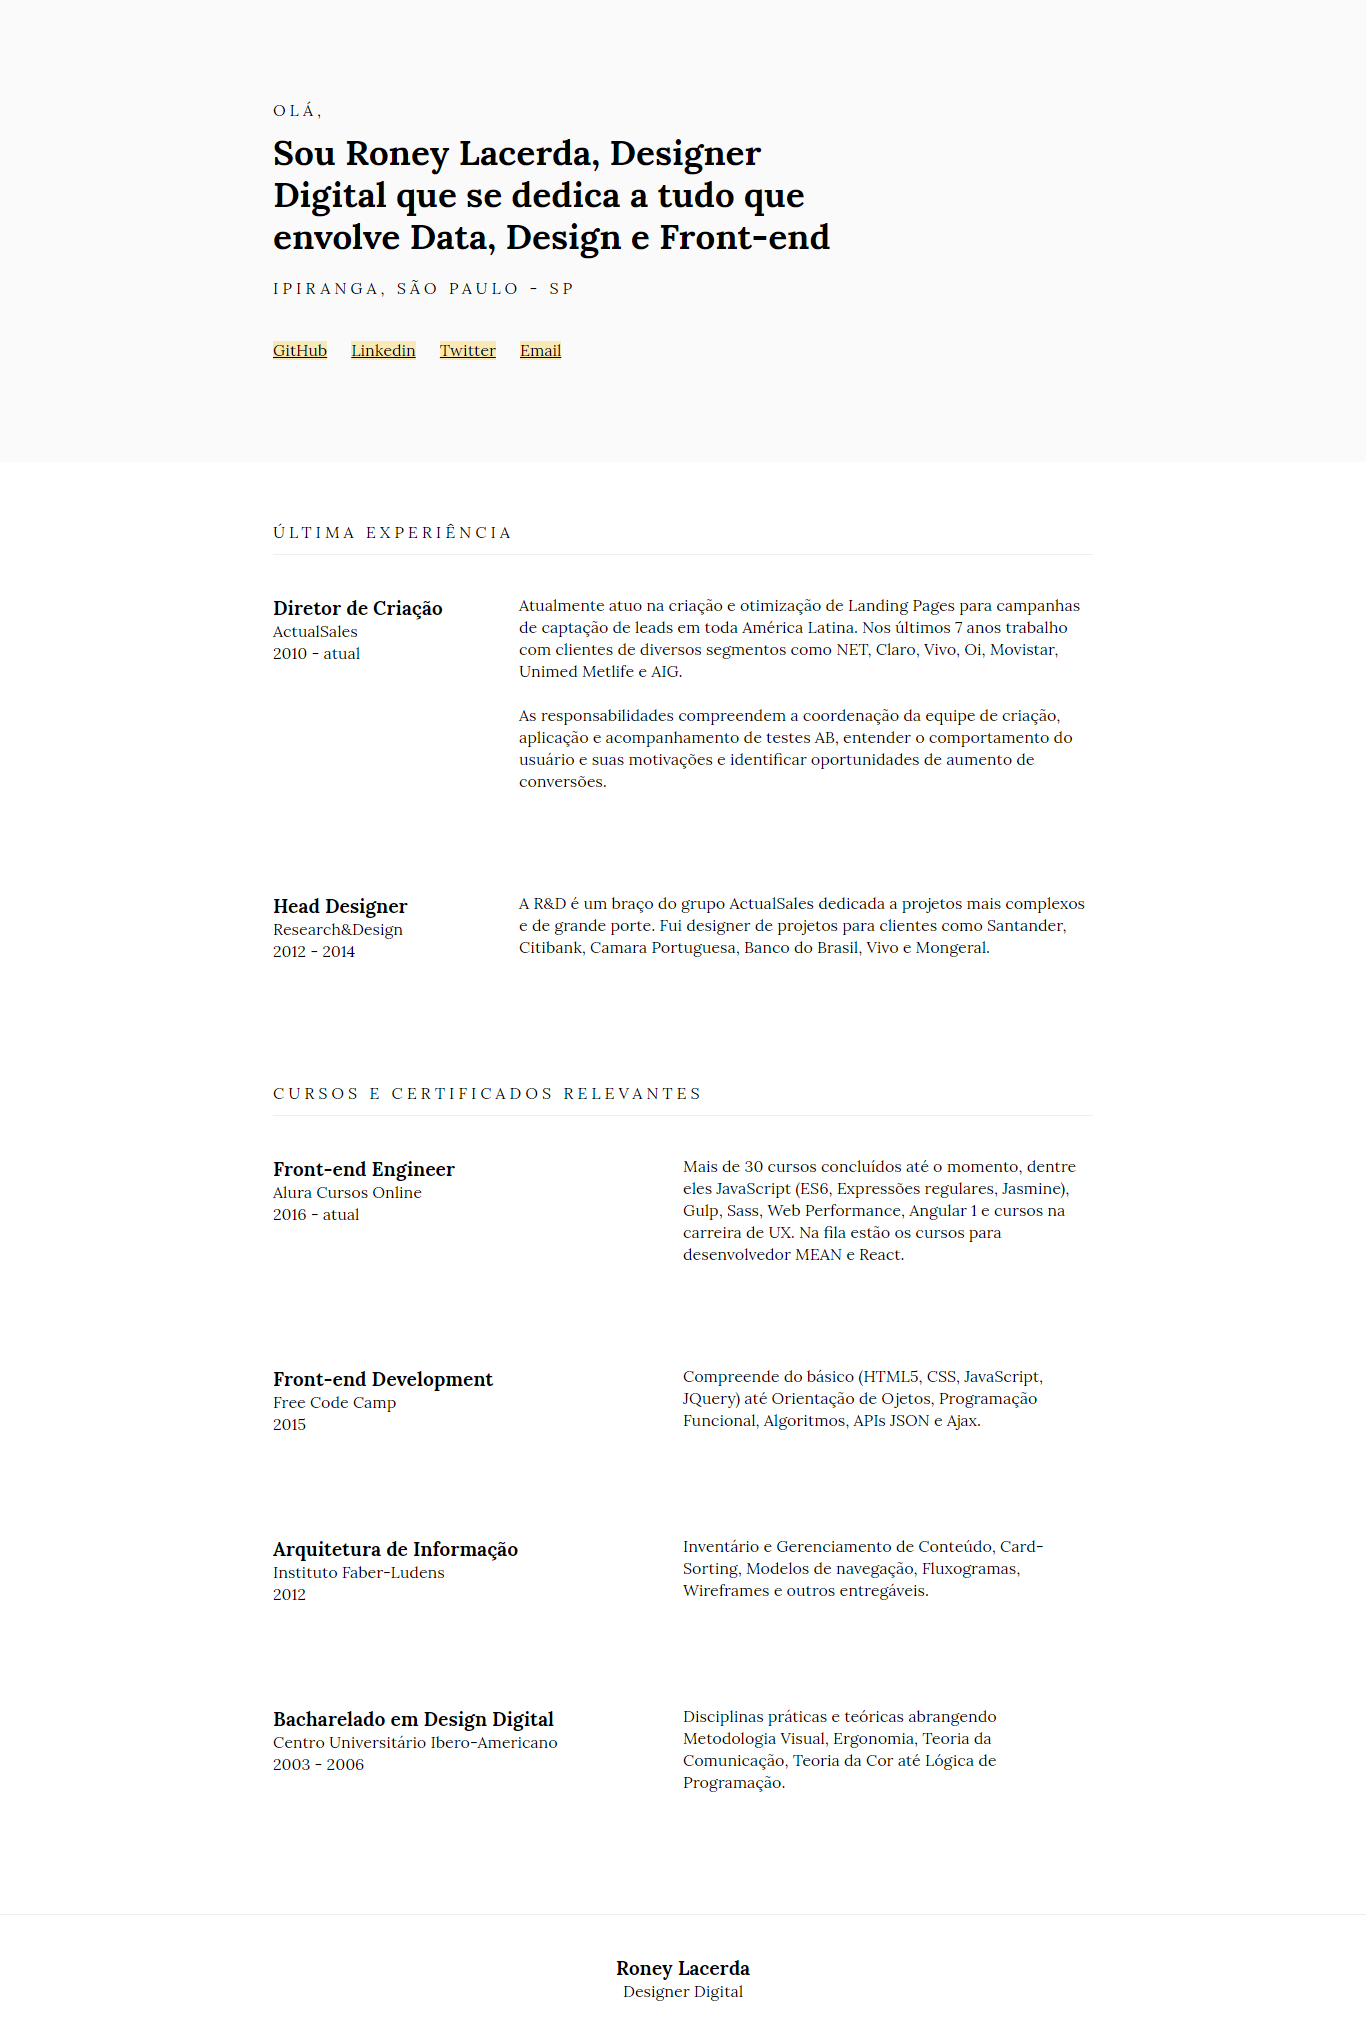 OLÁ,
Sou Roney Lacerda, Designer
Digital que se dedica a tudo que
envolve Data, Design e Front-end
IPIRANGA, SÃO PAULO - SP
GitHub Linkedin Twitter Email
ÚLTIMA EXPERIÊNCIA
Diretor de Criação
ActualSales
2010 - atual
Atualmente atuo na criação e otimização de Landing Pages para campanhas
de captação de leads em toda América Latina. Nos últimos 7 anos trabalho
com clientes de diversos segmentos como NET, Claro, Vivo, Oi, Movistar,
Unimed Metlife e AIG.
As responsabilidades compreendem a coordenação da equipe de criação,
aplicação e acompanhamento de testes AB, entender o comportamento do
usuário e suas motivações e identificar oportunidades de aumento de
conversões.
Head Designer
Research&Design
2012 - 2014
A R&D é um braço do grupo ActualSales dedicada a projetos mais complexos
e de grande porte. Fui designer de projetos para clientes como Santander,
Citibank, Camara Portuguesa, Banco do Brasil, Vivo e Mongeral.
CURSOS E CERTIFICADOS RELEVANTES
Front-end Engineer
Alura Cursos Online
2016 - atual
Mais de 30 cursos concluídos até o momento, dentre
eles JavaScript (ES6, Expressões regulares, Jasmine),
Gulp, Sass, Web Performance, Angular 1 e cursos na
carreira de UX. Na fila estão os cursos para
desenvolvedor MEAN e React.
Front-end Development
Free Code Camp
2015
Compreende do básico (HTML5, CSS, JavaScript,
JQuery) até Orientação de Ojetos, Programação
Funcional, Algoritmos, APIs JSON e Ajax.
Arquitetura de Informação
Instituto Faber-Ludens
2012
Inventário e Gerenciamento de Conteúdo, Card-
Sorting, Modelos de navegação, Fluxogramas,
Wireframes e outros entregáveis.
Bacharelado em Design Digital
Centro Universitário Ibero-Americano
2003 - 2006
Disciplinas práticas e teóricas abrangendo
Metodologia Visual, Ergonomia, Teoria da
Comunicação, Teoria da Cor até Lógica de
Programação.
Roney Lacerda
Designer Digital